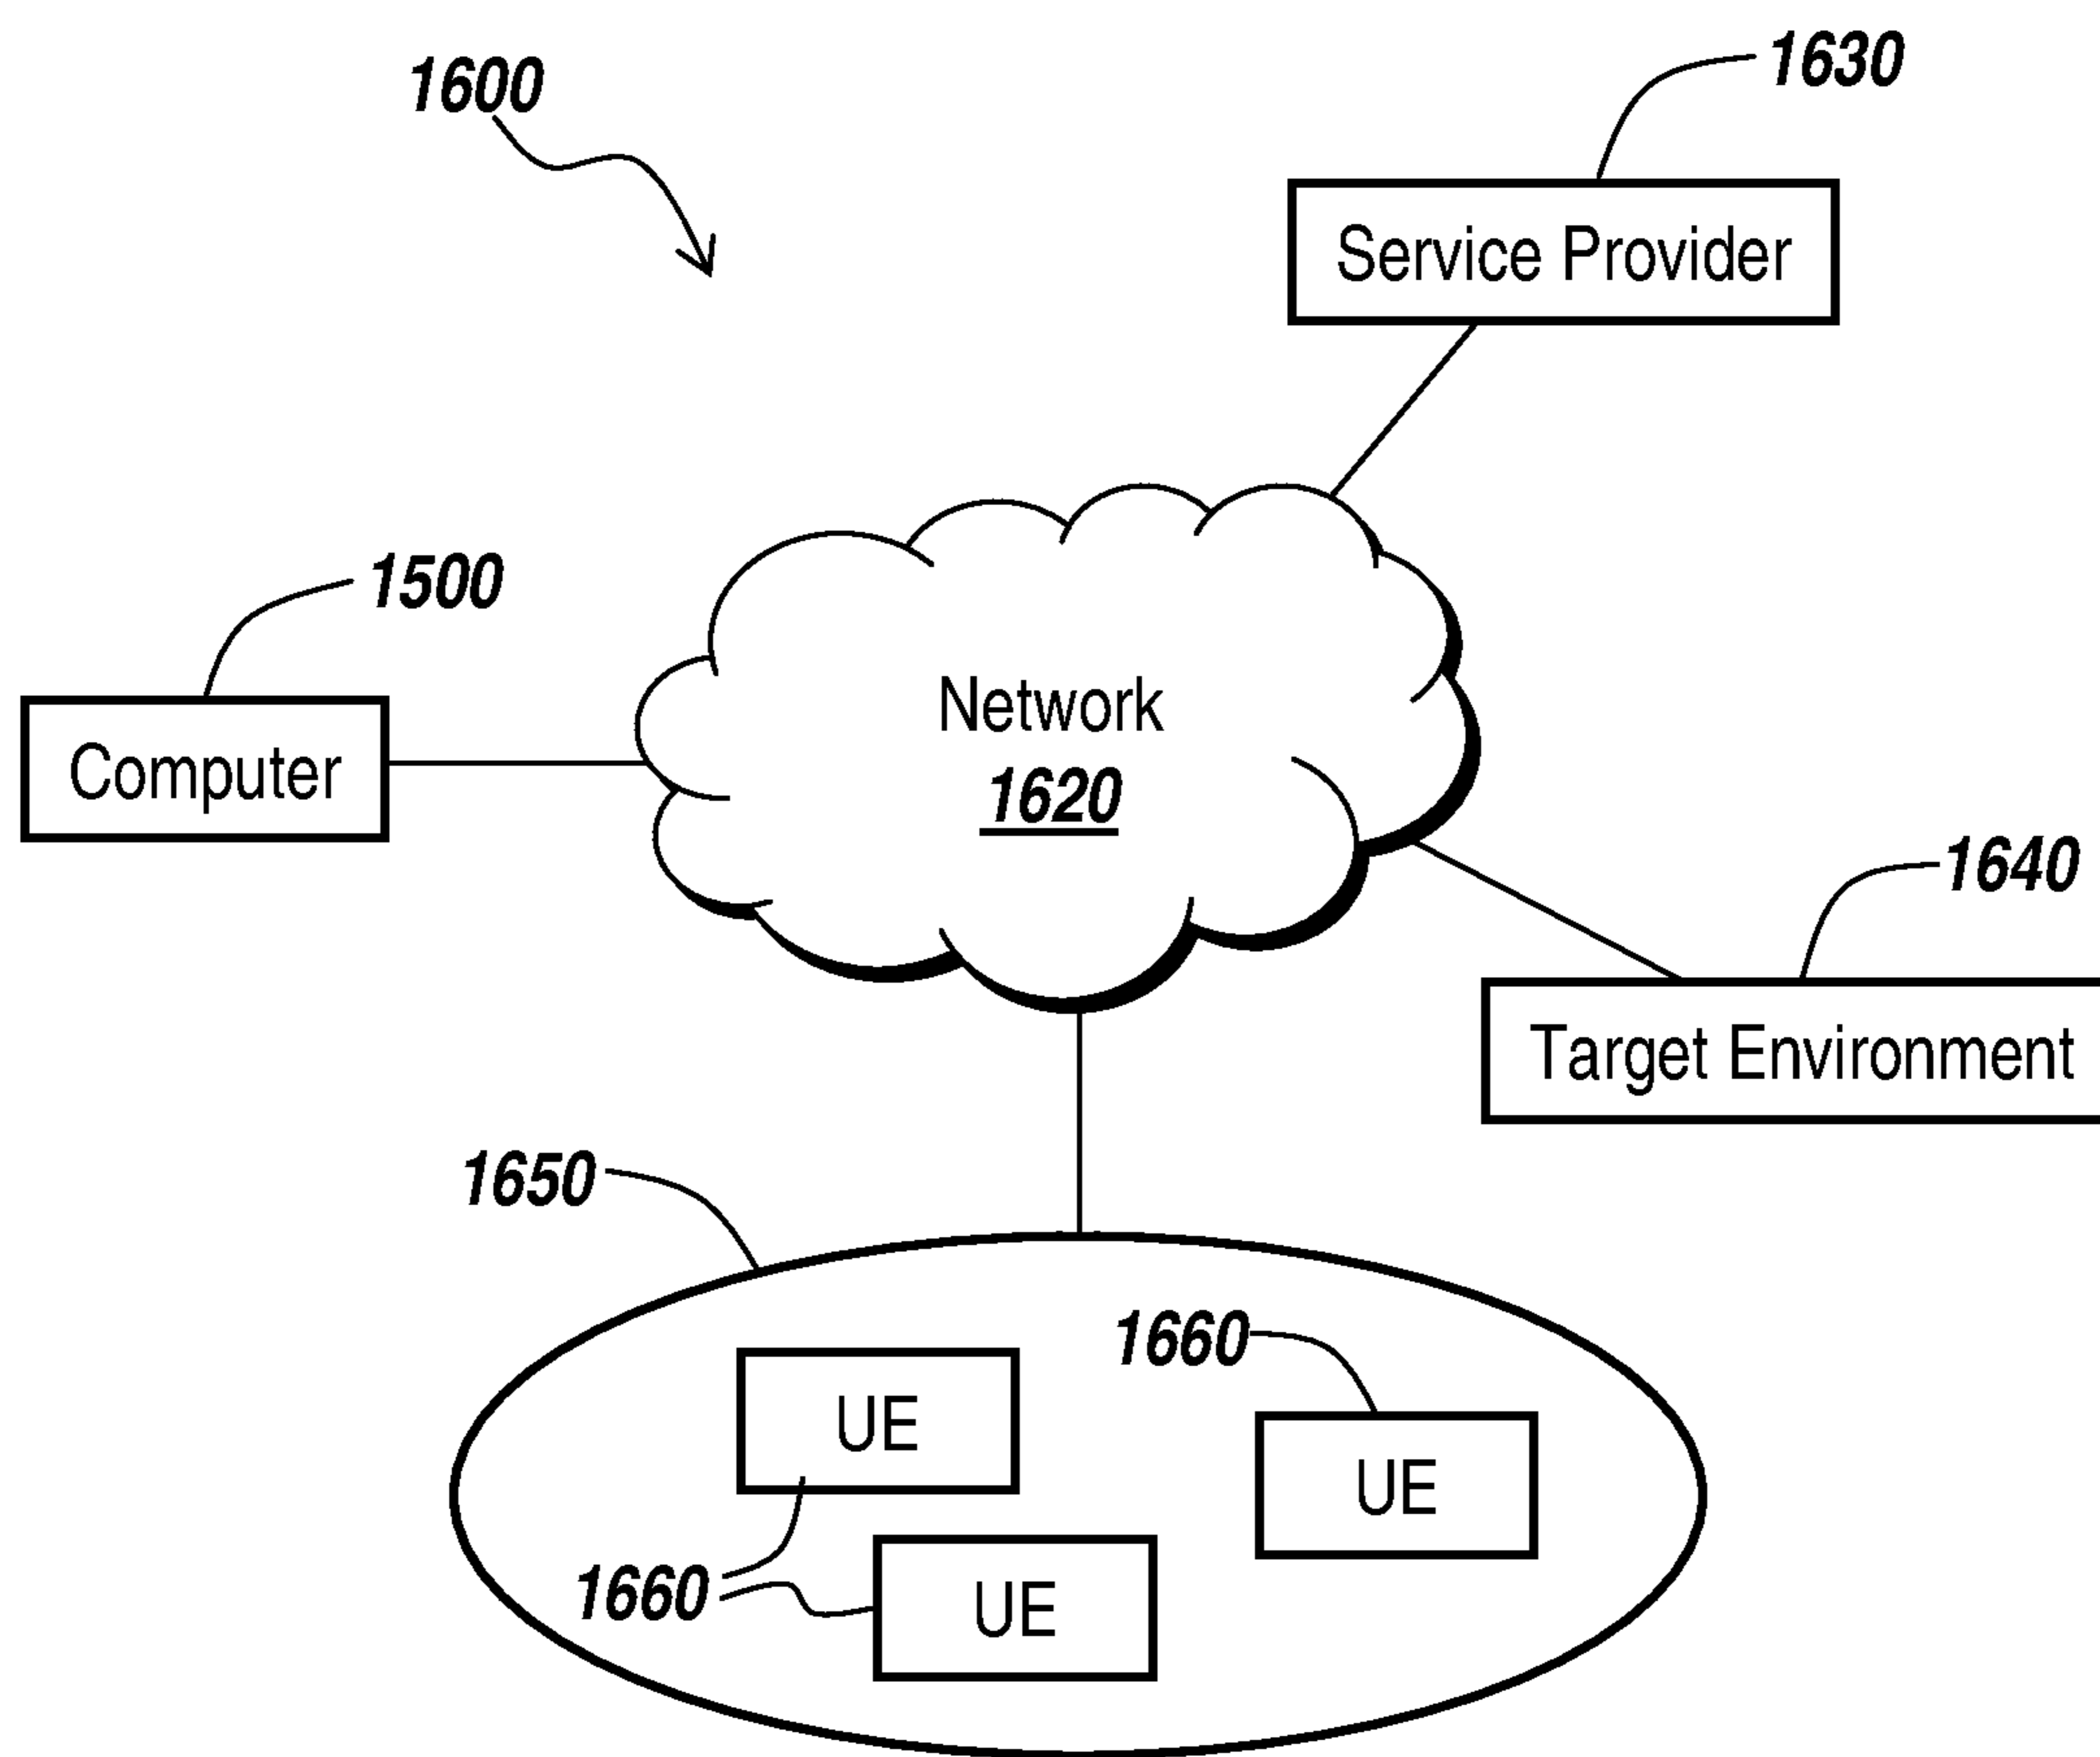 1600
1630
Service Provider
1500
Computer
Network
1620
1640
Target Environment
1650
1660
UE
UE
1660
UE